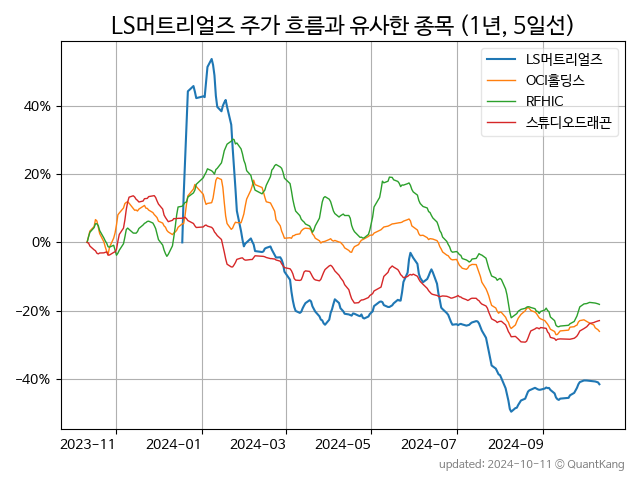 LS머트리얼즈 주가 흐름과 유사한 종목 (1년, 5일선)
LS머트리얼즈
OCI홀딩스
RFHIC
스튜디오드래곤
40%
20%
0%
−20%
−40%
2023-11
2024-01
2024-03
2024-05
2024-07
2024-09
updated: 2024-10-11 © QuantKang